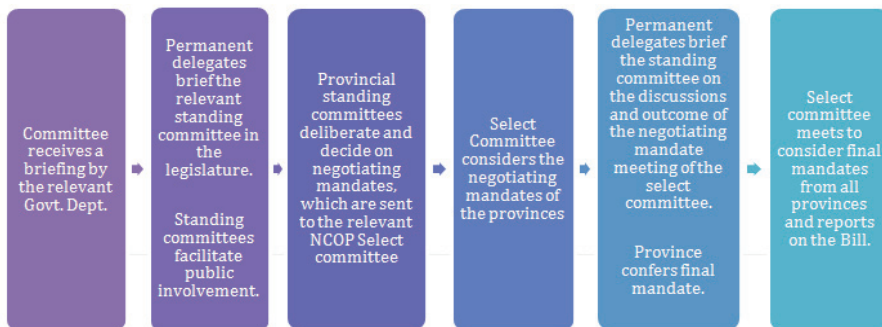 Committee
receives a
briefing by
the relevant
Govt. Dept.
Permanent
delegates
brief the
relevant
standing
committee in
the
legislature.
Standing
committees
facilitate
public
involvement.
Provincial
standing
committees
deliberate and
decide on
negotiating
mandates,
which are sent
to the relevant
NCOP Select
committee
Select
Committee
considers the
negotiating
mandates of
the provinces
Permanent
delegates brief
the standing
committee on
the discussions
and outcome of
the negotiating
mandate
meeting of the
select
committee.
Province
confers final
mandate.
Select
committee
meets to
consider final
mandates
from all
provinces
and reports
on the Bill.